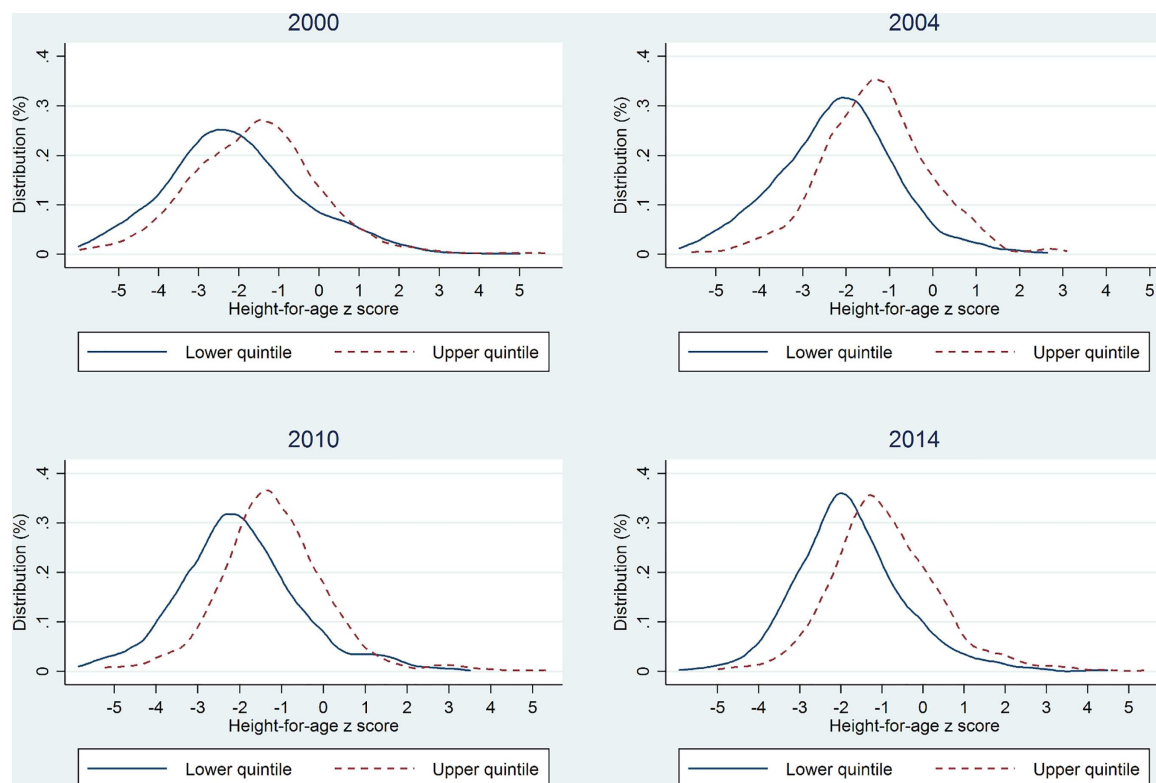 2000
Distribution (%)
.4
.3
.2
.1
0
-5 -4 -3 -2 -1 0 1 2 3 4 5
Height-for-age z score
Lower quintile Upper quintile
2004
Distribution (%)
.4
.3
.2
.1
0
-5 -4 -3 -2 -1 0 1 2 3 4 5
Height-for-age z score
Lower quintile Upper quintile
2010
Distribution (%)
.4
.3
.2
.1
0
-5 -4 -3 -2 -1 0 1 2 3 4 5
Height-for-age z score
Lower quintile Upper quintile
2014
Distribution (%)
.4
.3
.2
.1
0
-5 -4 -3 -2 -1 0 1 2 3 4 5
Height-for-age z score
Lower quintile Upper quintile